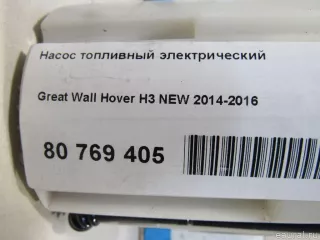 Насос топливный электрический
Great Wall Hover H3 NEW 2014-2016
80 769 405